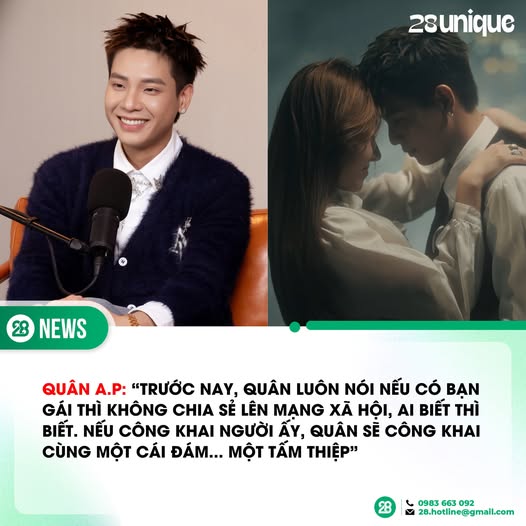 28unique
28 NEWS
QUÂN A.P: “TRƯỚC NAY, QUÂN LUÔN NÓI NẾU CÓ BẠN
GÁI THÌ KHÔNG CHIA SẺ LÊN MẠNG XÃ HỘI, AI BIẾT THÌ
BIẾT. NẾU CÔNG KHAI NGƯỜI ẤY, QUÂN SẼ CÔNG KHAI
CÙNG MỘT CÁI ĐÁM... MỘT TẤM THIỆP”
28
0983 663 092
28.hotline@gmail.com